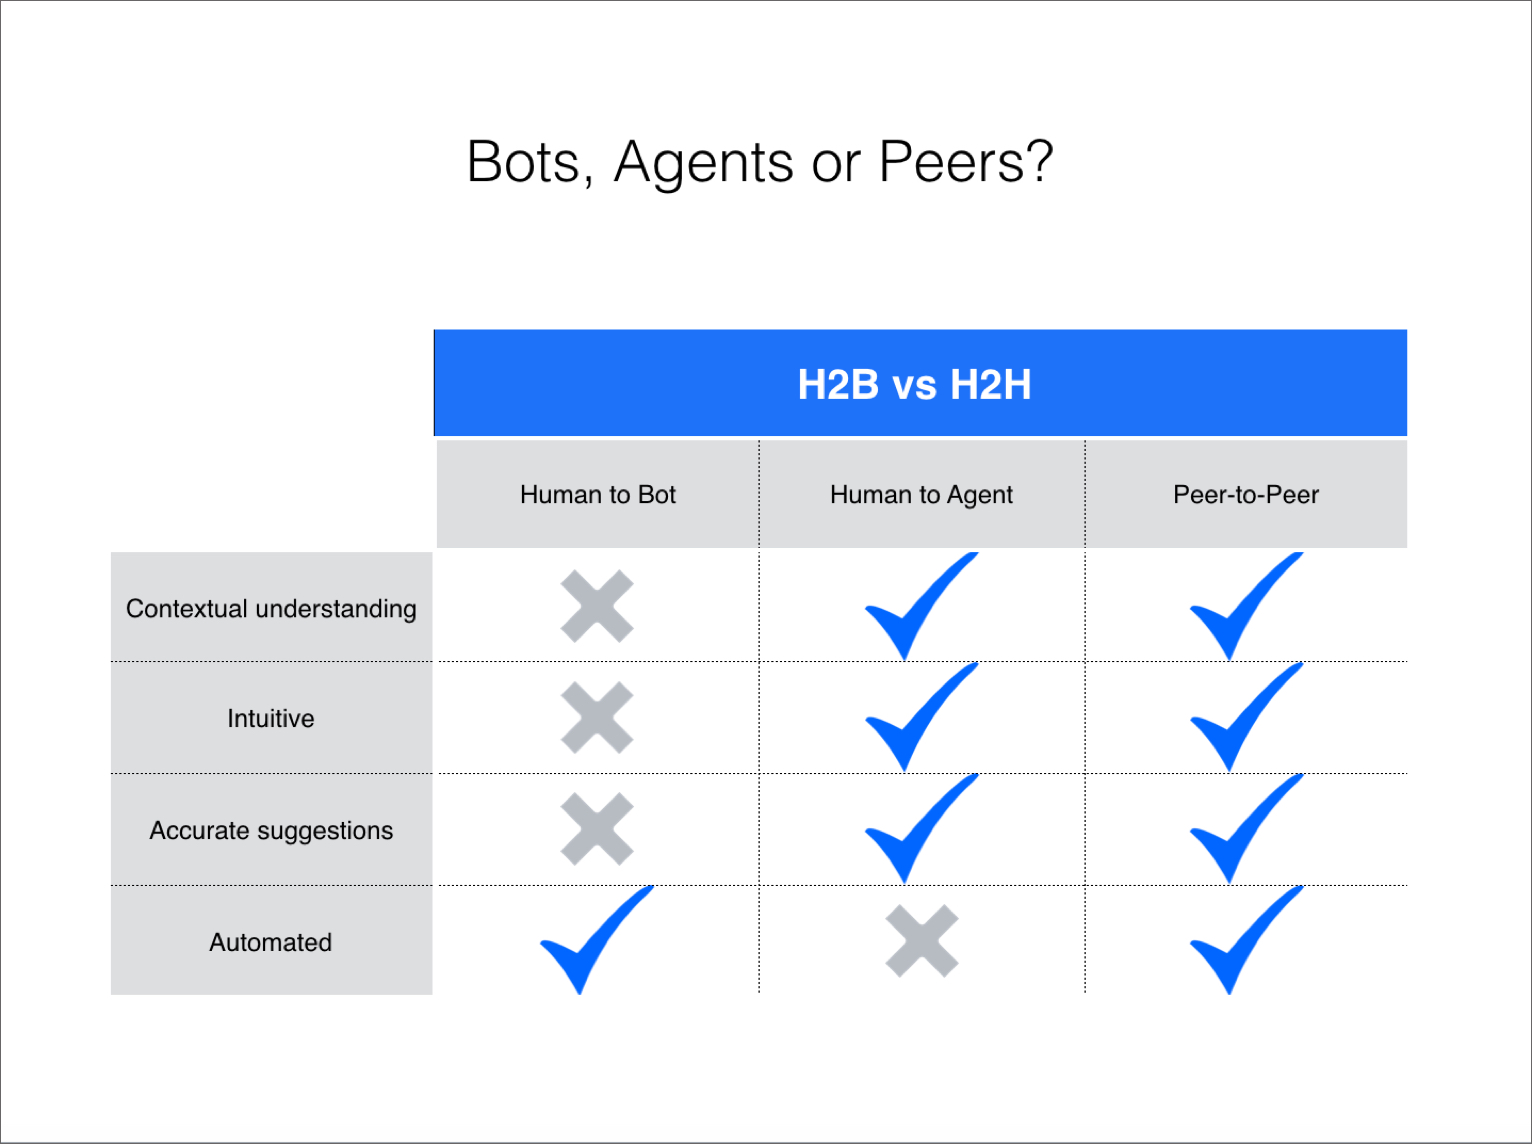 Bots, Agents or Peers?
H2B vs H2H
Human to Bot
Human to Agent
Peer-to-Peer
Contextual understanding
Intuitive
Accurate suggestions
Automated